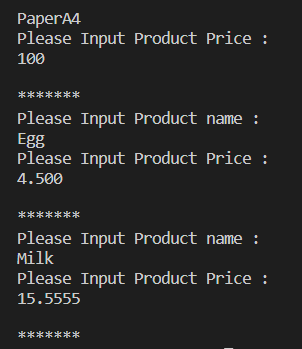 PaperA4
Please Input Product Price :
100
*******
Please Input Product name :
Egg
Please Input Product Price :
4.500
*******
Please Input Product name :
Milk
Please Input Product Price :
15.5555
*******